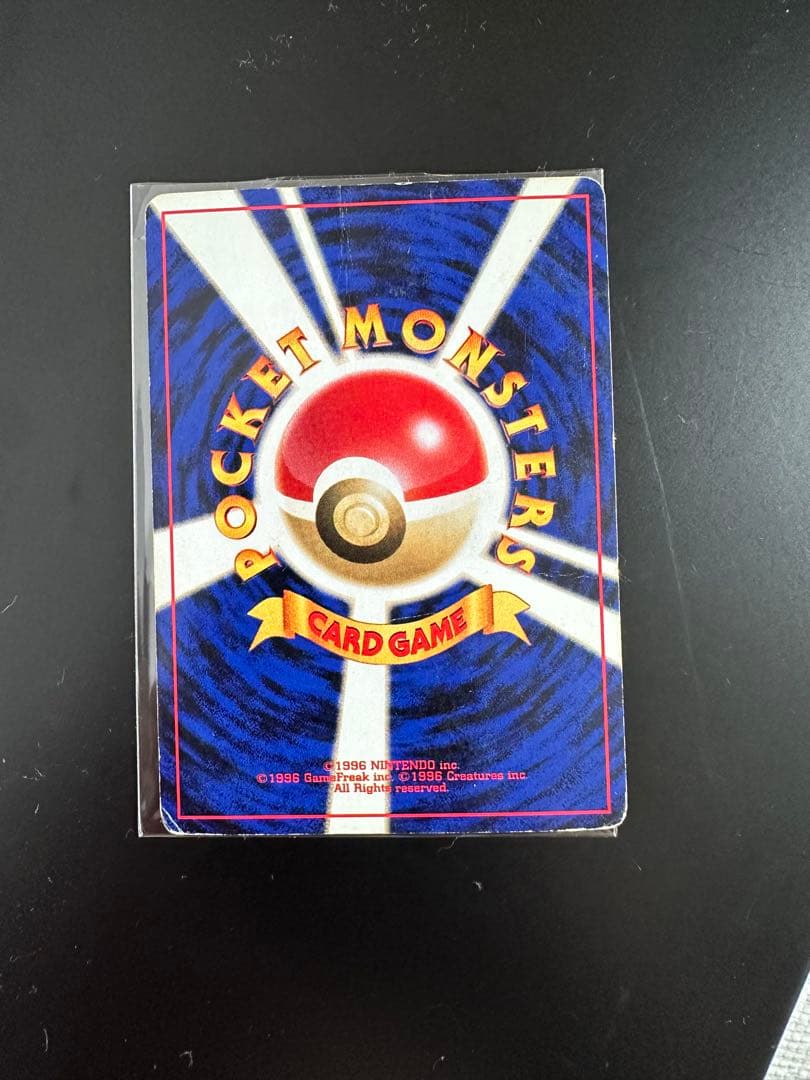 POCKET MONSTERS
CARD GAME
©1996 NINTENDO inc.
©1996 GameFreak inc. ©1996 Creatures inc.
All Rights reserved.